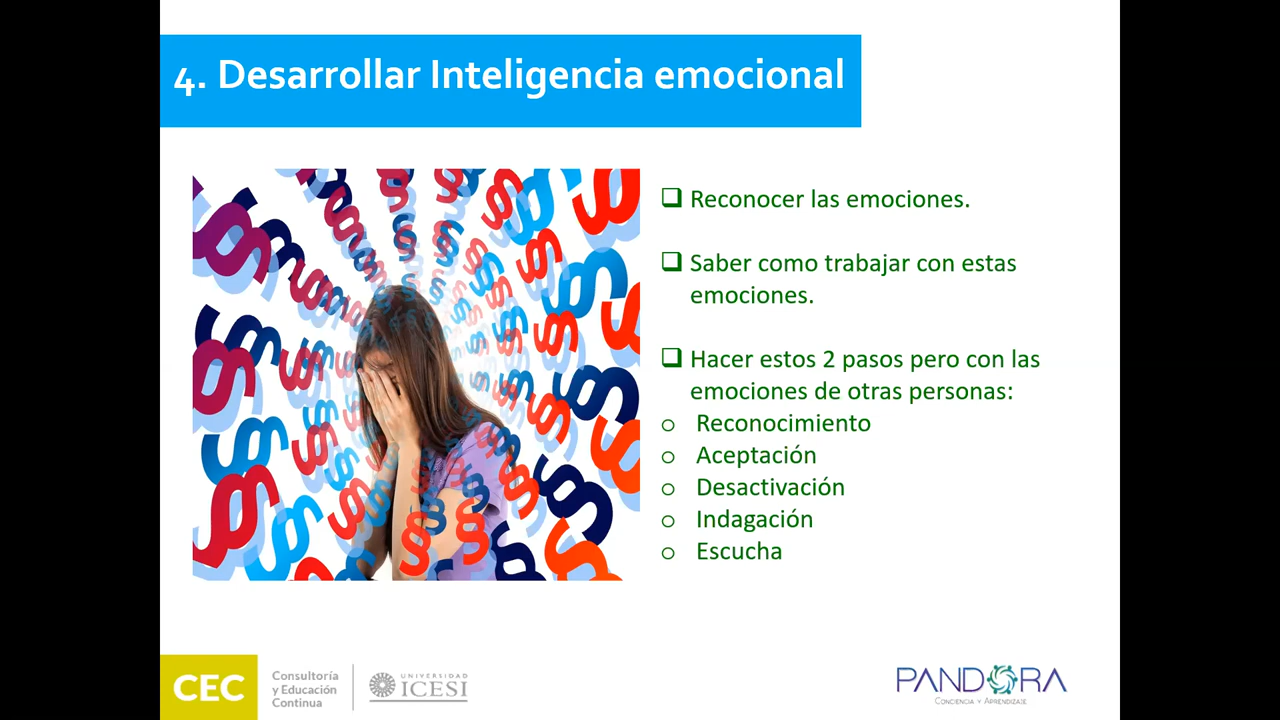 4. Desarrollar Inteligencia emocional
❑ Reconocer las emociones.
❑ Saber como trabajar con estas
emociones.
❑ Hacer estos 2 pasos pero con las
emociones de otras personas:
o Reconocimiento
o Aceptación
o Desactivación
o Indagación
o Escucha
CEC
Consultoría
y Educación
Continua
UNIVERSIDAD
ICESI
PANDORA
Conciencia y Aprendizaje